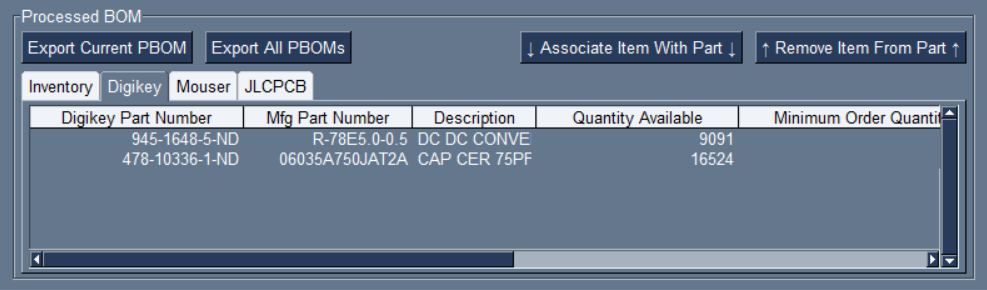 Processed BOM
Export Current PBOM Export All PBOMs ↓ Associate Item With Part ↓ ↑ Remove Item From Part ↑
Inventory Digikey Mouser JLCPCB
Digikey Part Number Mfg Part Number Description Quantity Available Minimum Order Quantit
945-1648-5-ND R-78E5.0-0.5 DC DC CONVE 9091
478-10336-1-ND 06035A750JAT2A CAP CER 75PF 16524